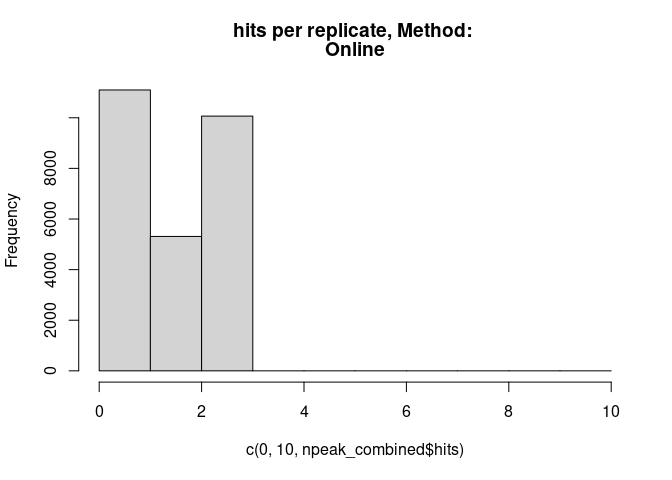 hits per replicate, Method:
Online
Frequency
8000
6000
4000
2000
0
0 2 4 6 8 10
c(0, 10, npeak_combined$hits)